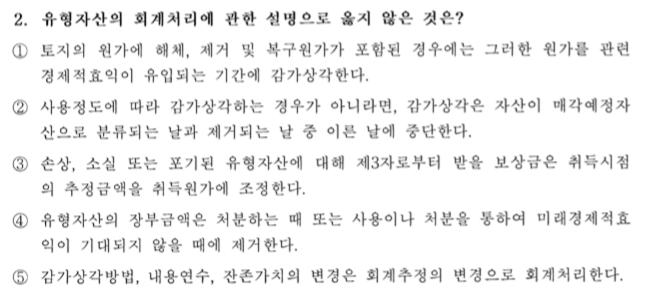 2. 유형자산의 회계처리에 관한 설명으로 옳지 않은 것은?
① 토지의 원가에 해체, 제거 및 복구원가가 포함된 경우에는 그러한 원가를 관련
경제적효익이 유입되는 기간에 감가상각한다.
② 사용정도에 따라 감가상각하는 경우가 아니라면, 감가상각은 자산이 매각예정자
산으로 분류되는 날과 제거되는 날 중 이른 날에 중단한다.
③ 손상, 소실 또는 포기된 유형자산에 대해 제3자로부터 받을 보상금은 취득시점
의 추정금액을 취득원가에 조정한다.
④ 유형자산의 장부금액은 처분하는 때 또는 사용이나 처분을 통하여 미래경제적효
익이 기대되지 않을 때에 제거한다.
⑤ 감가상각방법, 내용연수, 잔존가치의 변경은 회계추정의 변경으로 회계처리한다.